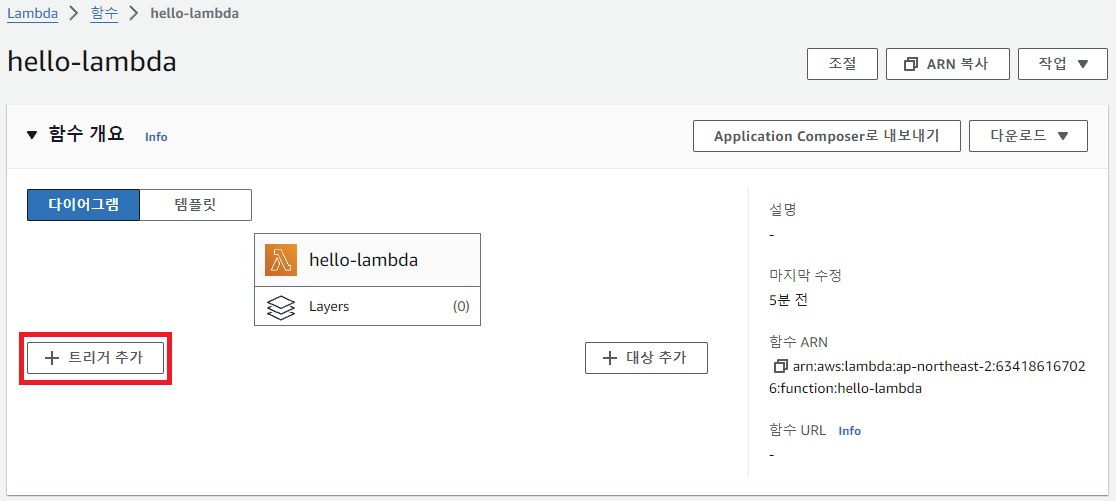 Lambda > 함수 > hello-lambda
hello-lambda
조절
ARN 복사
작업
함수 개요 Info
Application Composer로 내보내기
다운로드
다이어그램
템플릿
hello-lambda
Layers (0)
트리거 추가
대상 추가
설명
-
마지막 수정
5분 전
함수 ARN
arn:aws:lambda:ap-northeast-2:63418616702
6:function:hello-lambda
함수 URL Info
-